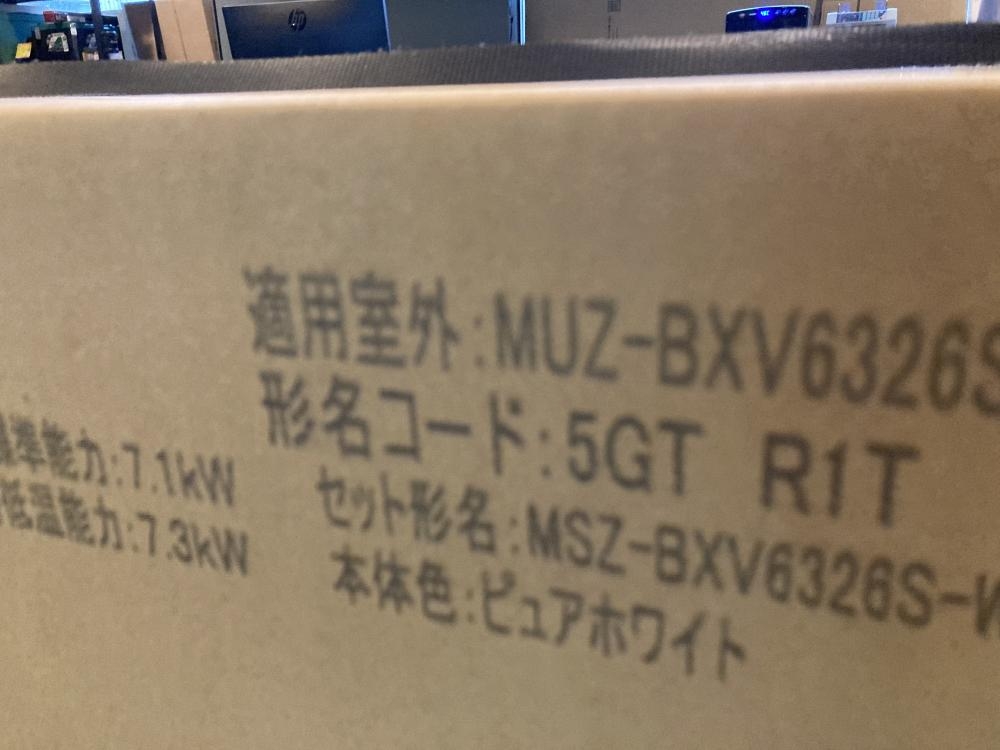 hp
適用室外:MUZ-BXV6326S
形名コード:5GT R1T
準能力:7.1kW
セット形名:MSZ-BXV6326S-W
低温能力:7.3kW
本体色:ピュアホワイト